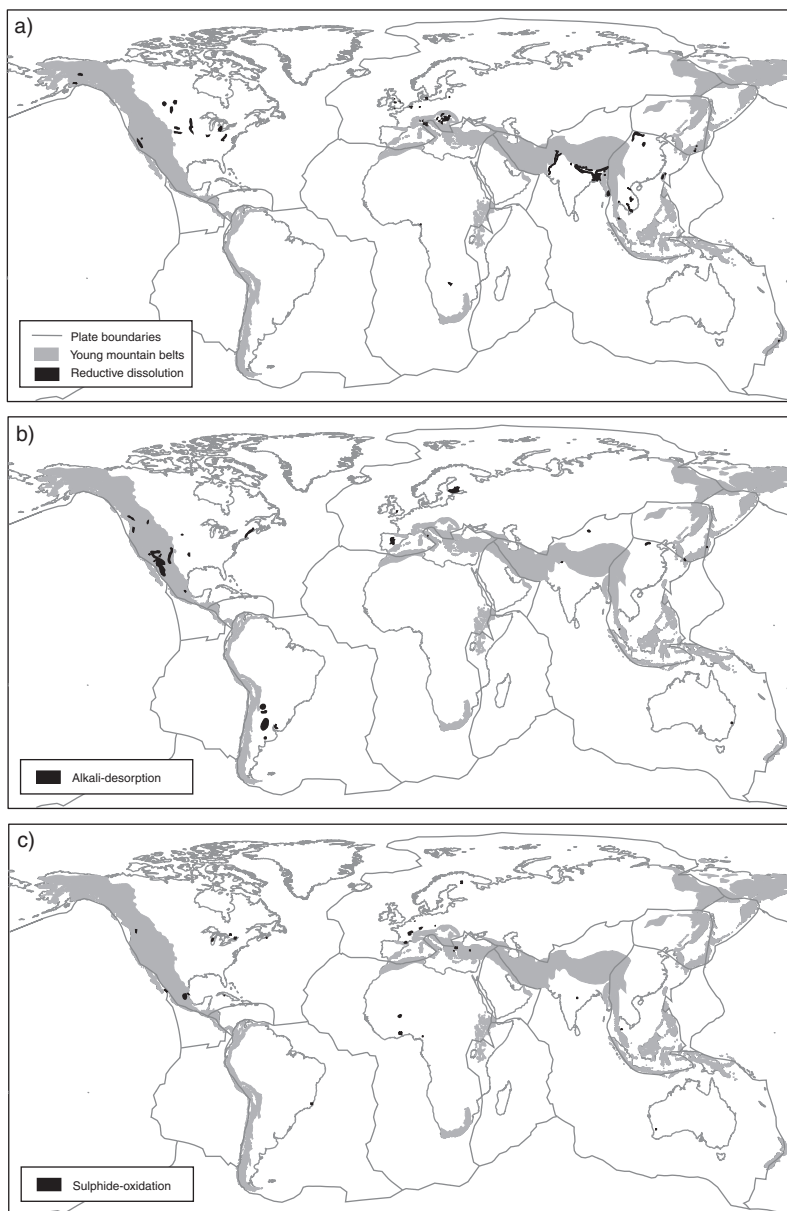 a)
Plate boundaries
Young mountain belts
Reductive dissolution
b)
Alkali-desorption
c)
Sulphide-oxidation